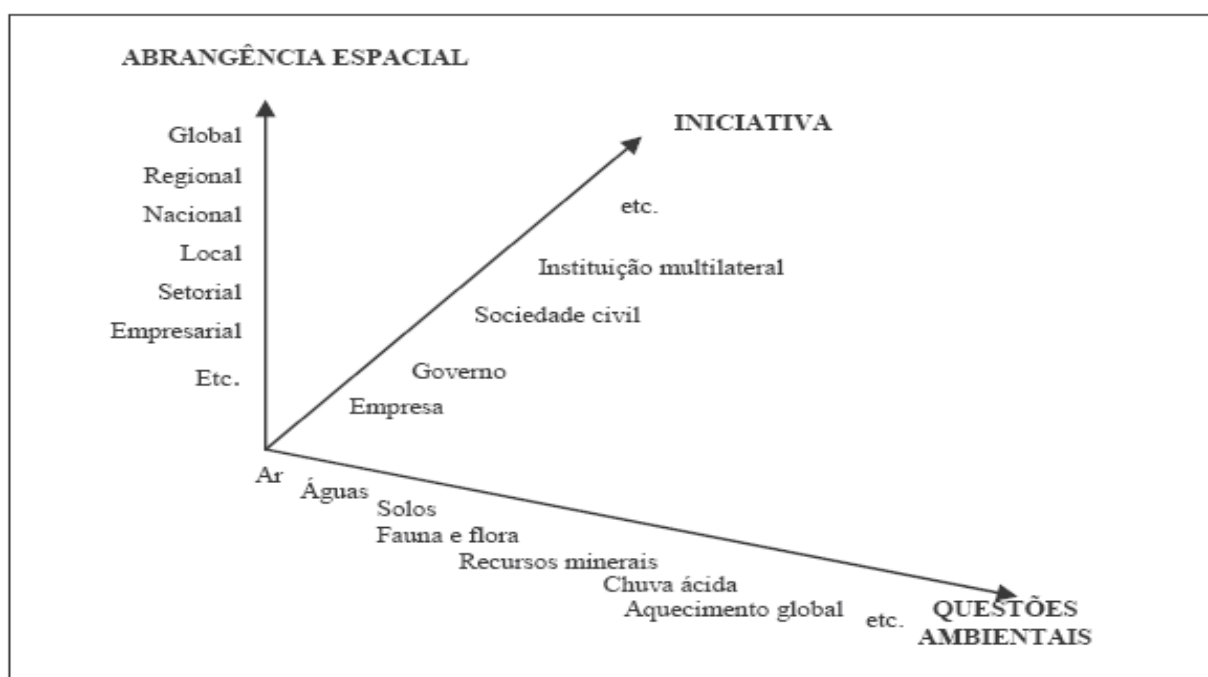 ABRANGÊNCIA ESPACIAL
Global
Regional
Nacional
Local
Setorial
Empresarial
Etc.
INICIATIVA
etc.
Instituição multilateral
Sociedade civil
Governo
Empresa
Ar
Águas
Solos
Fauna e flora
Recursos minerais
Chuva ácida
Aquecimento global
etc.
QUESTÕES
AMBIENTAIS